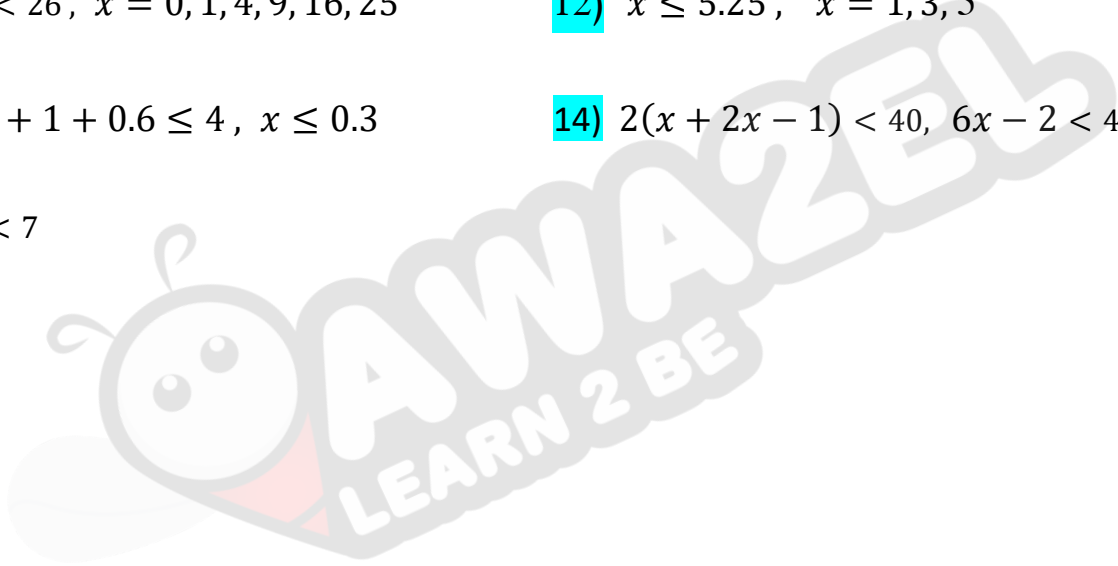 < 26 , x = 0, 1, 4, 9, 16, 25
12) x ≤ 5.25 , x = 1, 3, 5
+ 1 + 0.6 ≤ 4 , x ≤ 0.3
14) 2(x + 2x − 1) < 40, 6x − 2 < 4
< 7
AWA2EL
LEARN 2 BE